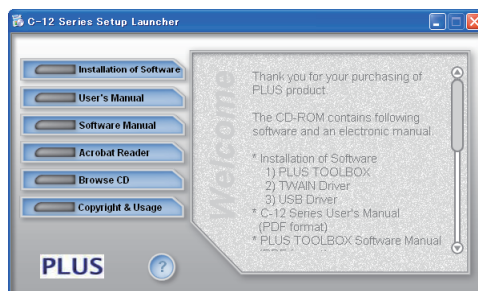 C-12 Series Setup Launcher
Installation of Software
User's Manual
Software Manual
Acrobat Reader
Browse CD
Copyright & Usage
PLUS
?
Welcome
Thank you for your purchasing of
PLUS product.
The CD-ROM contains following
software and an electronic manual.
* Installation of Software
1) PLUS TOOLBOX
2) TWAIN Driver
3) USB Driver
* C-12 Series User's Manual
(PDF format)
* PLUS TOOLBOX Software Manual